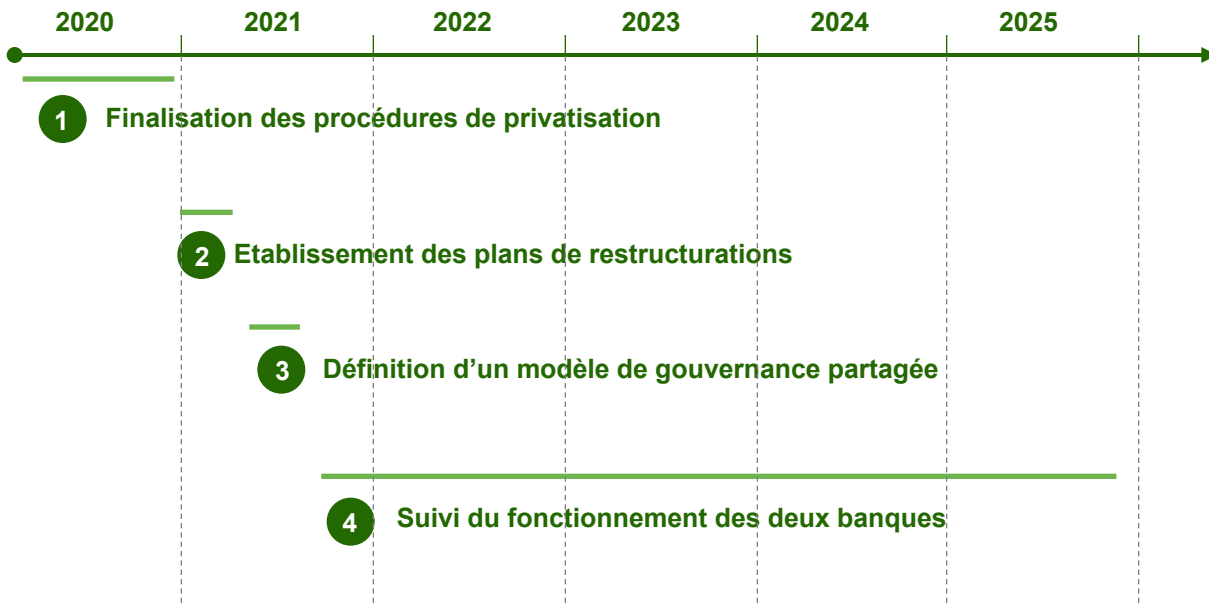 2020 2021 2022 2023 2024 2025
1 Finalisation des procédures de privatisation
2 Etablissement des plans de restructurations
3 Définition d’un modèle de gouvernance partagée
4 Suivi du fonctionnement des deux banques